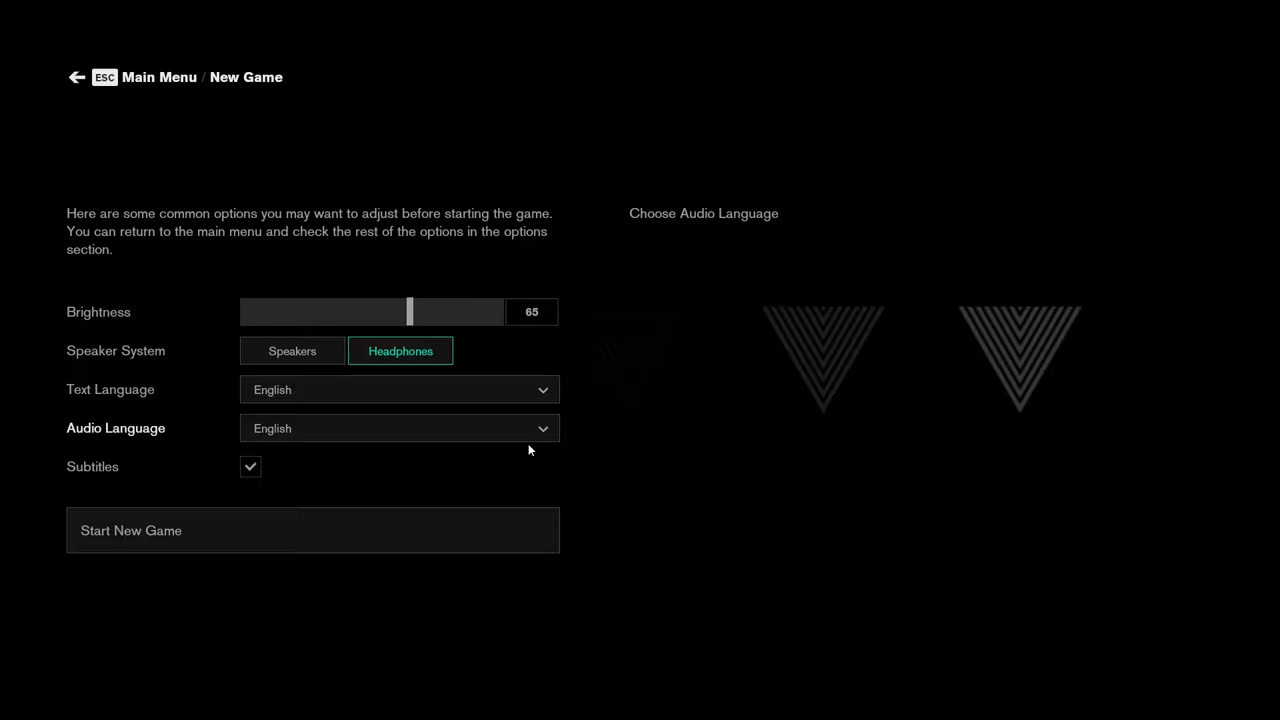 ESC Main Menu / New Game
Here are some common options you may want to adjust before starting the game.
You can return to the main menu and check the rest of the options in the options
section.
Choose Audio Language
Brightness 65
Speaker System Speakers Headphones
Text Language English
Audio Language English
Subtitles
Start New Game